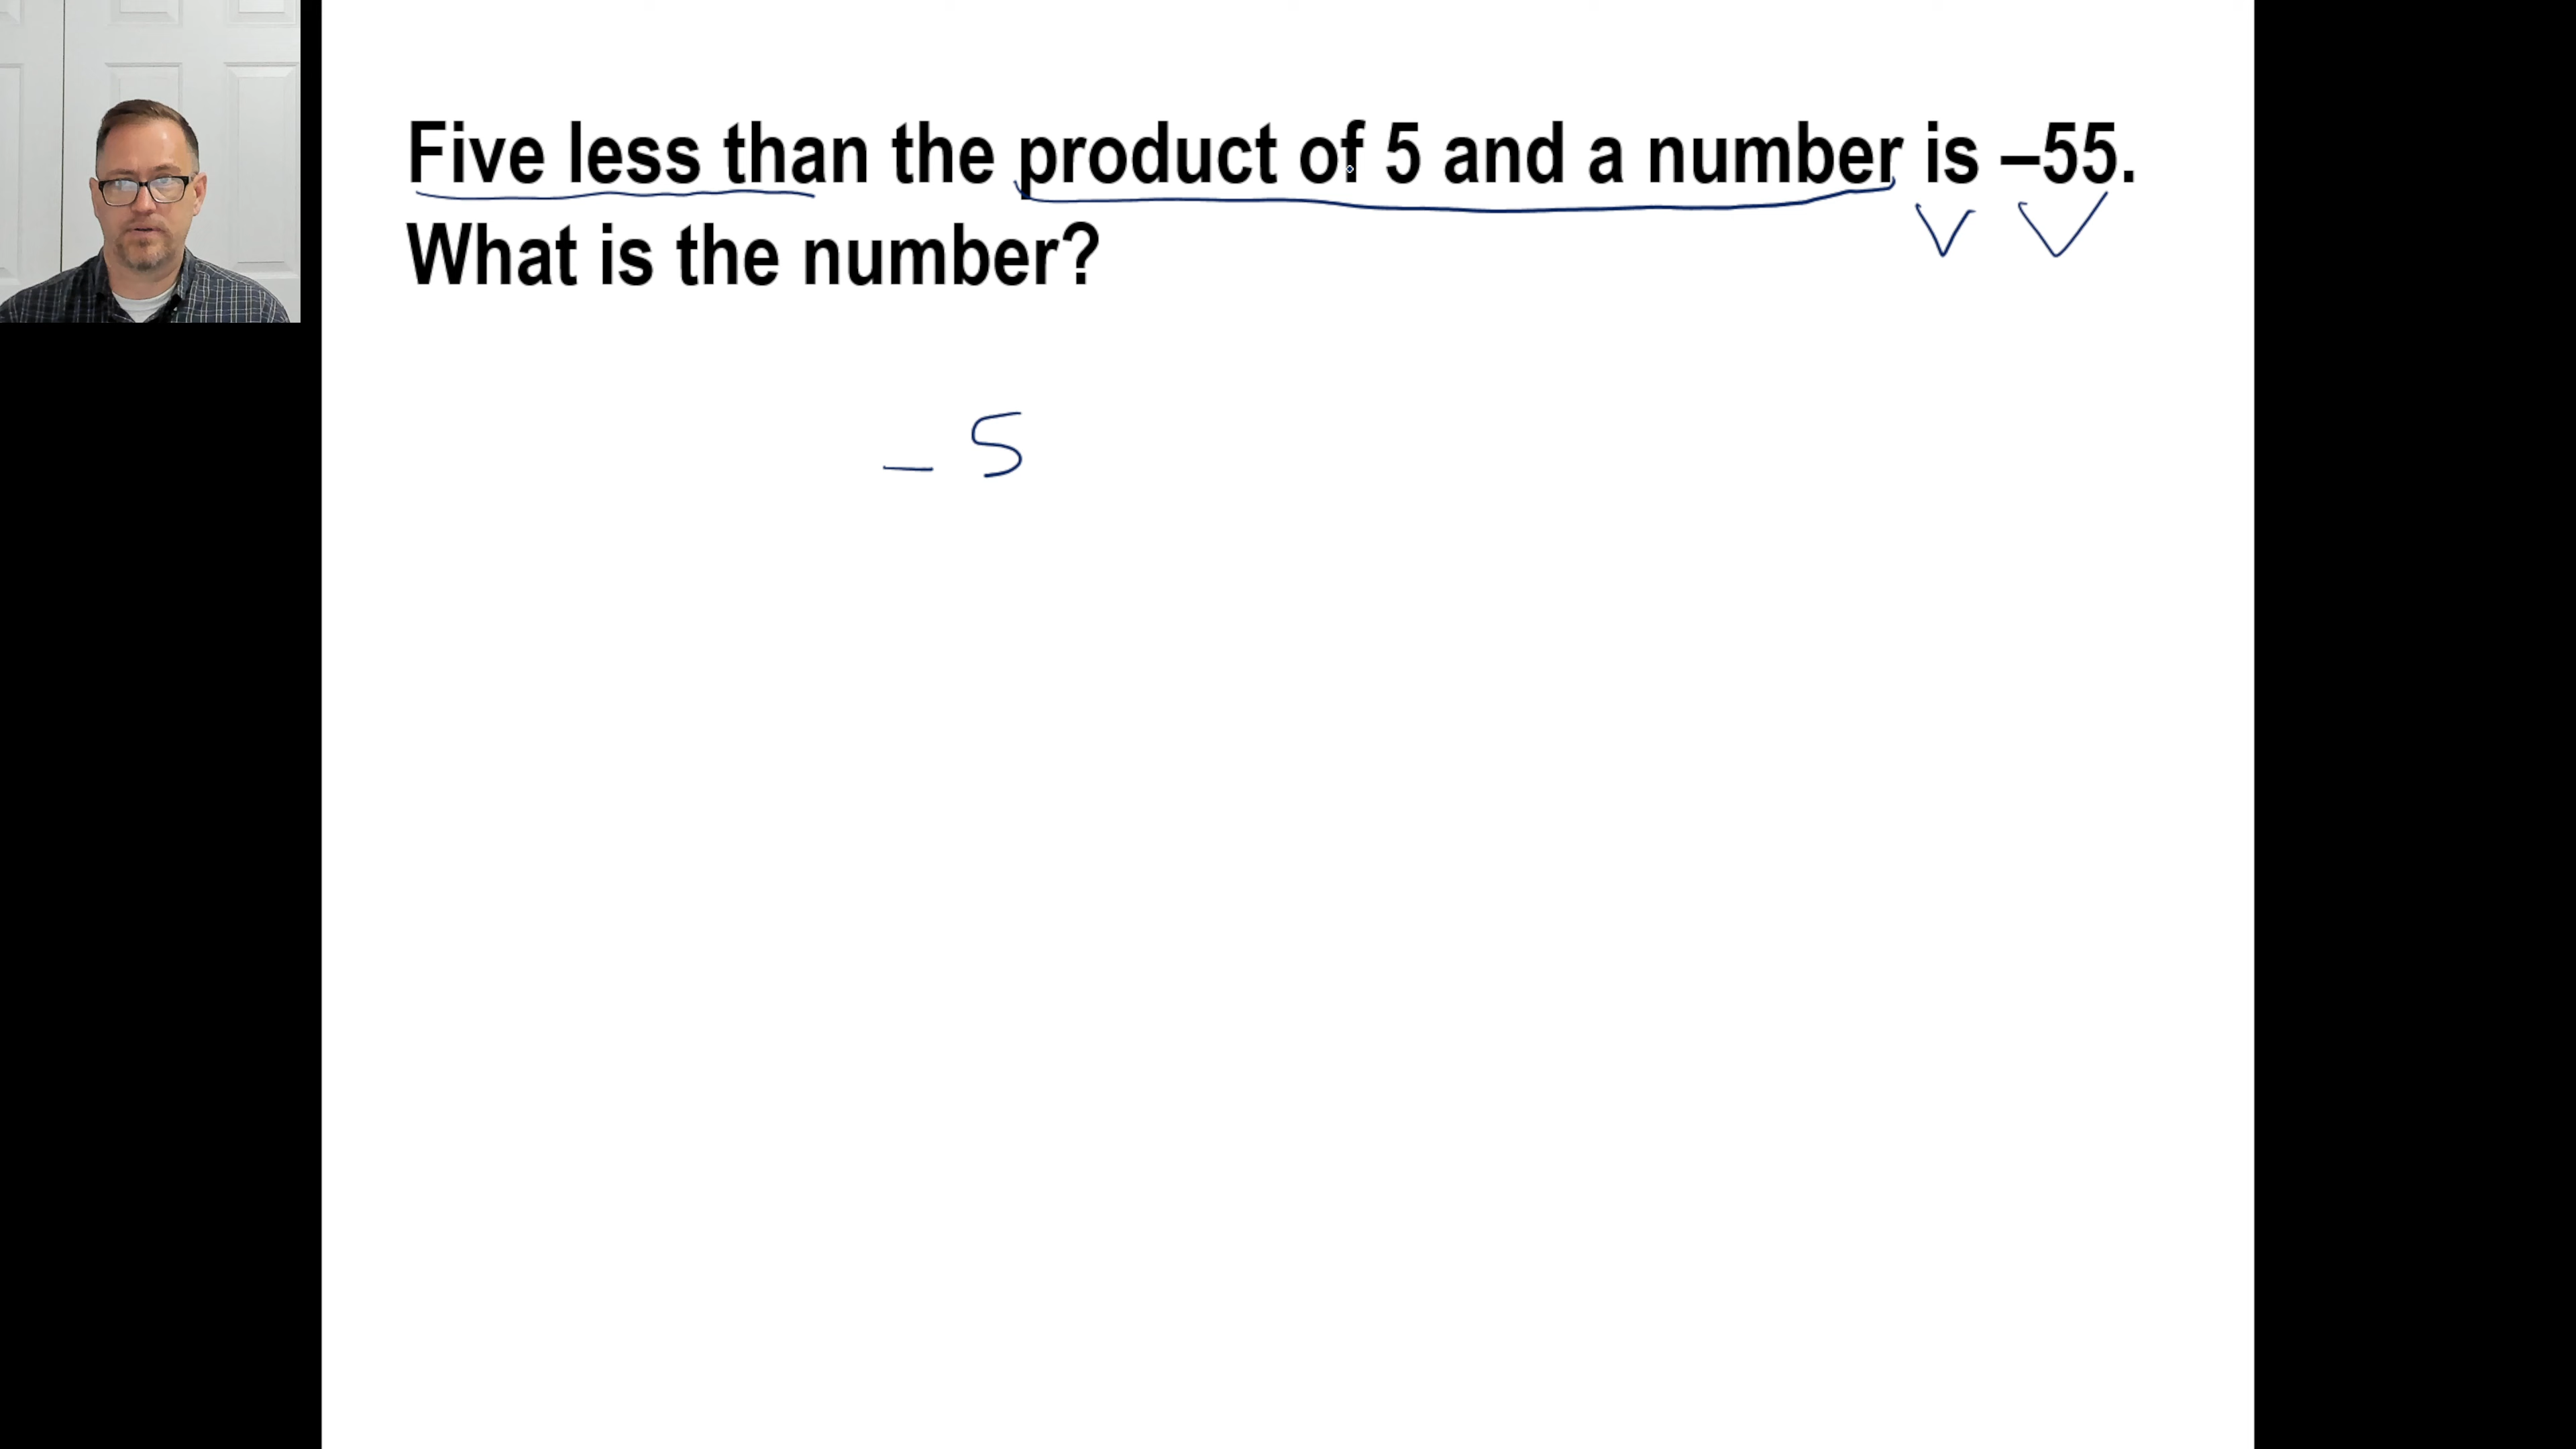 Five less than the product of 5 and a number is –55.
What is the number?
– 5